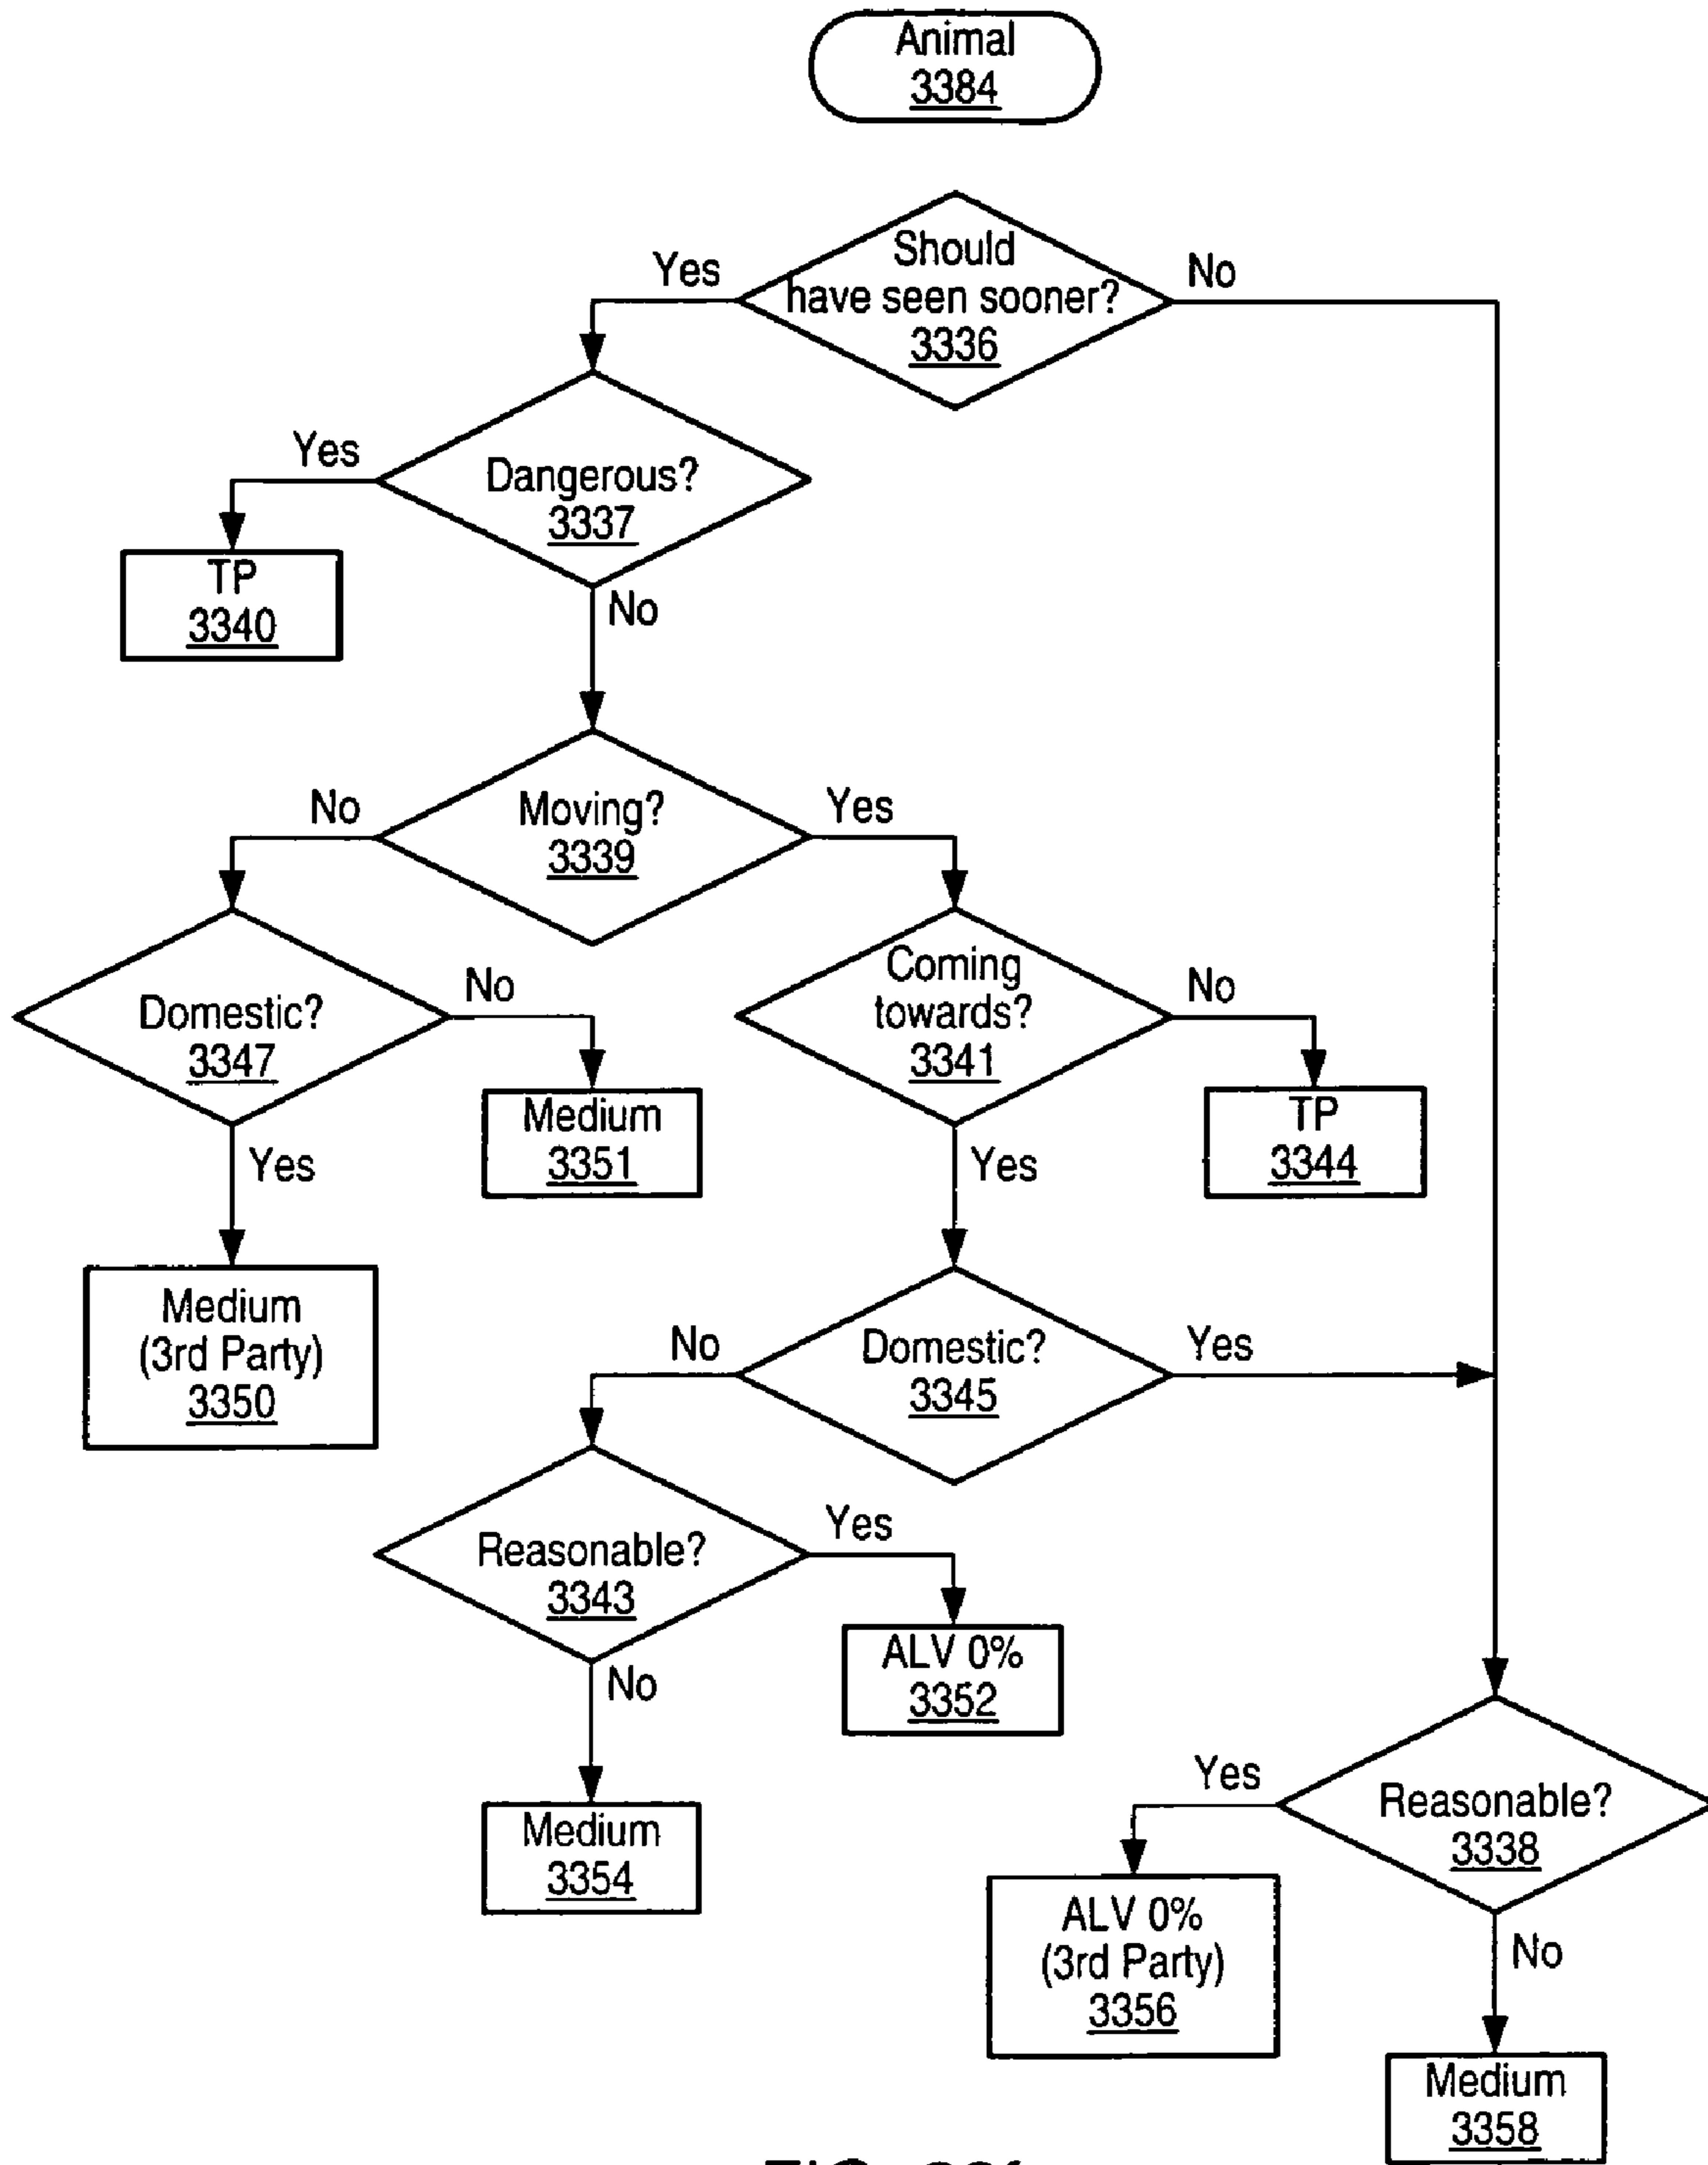 Animal
3384
Should
have seen sooner?
3336
Yes
No
Dangerous?
3337
Yes
No
TP
3340
Moving?
3339
No
Yes
Domestic?
3347
No
Yes
Medium
3351
Medium
(3rd Party)
3350
Coming
towards?
3341
No
Yes
TP
3344
Domestic?
3345
No
Yes
Reasonable?
3343
Yes
No
ALV 0%
3352
Medium
3354
Reasonable?
3338
Yes
No
ALV 0%
(3rd Party)
3356
Medium
3358